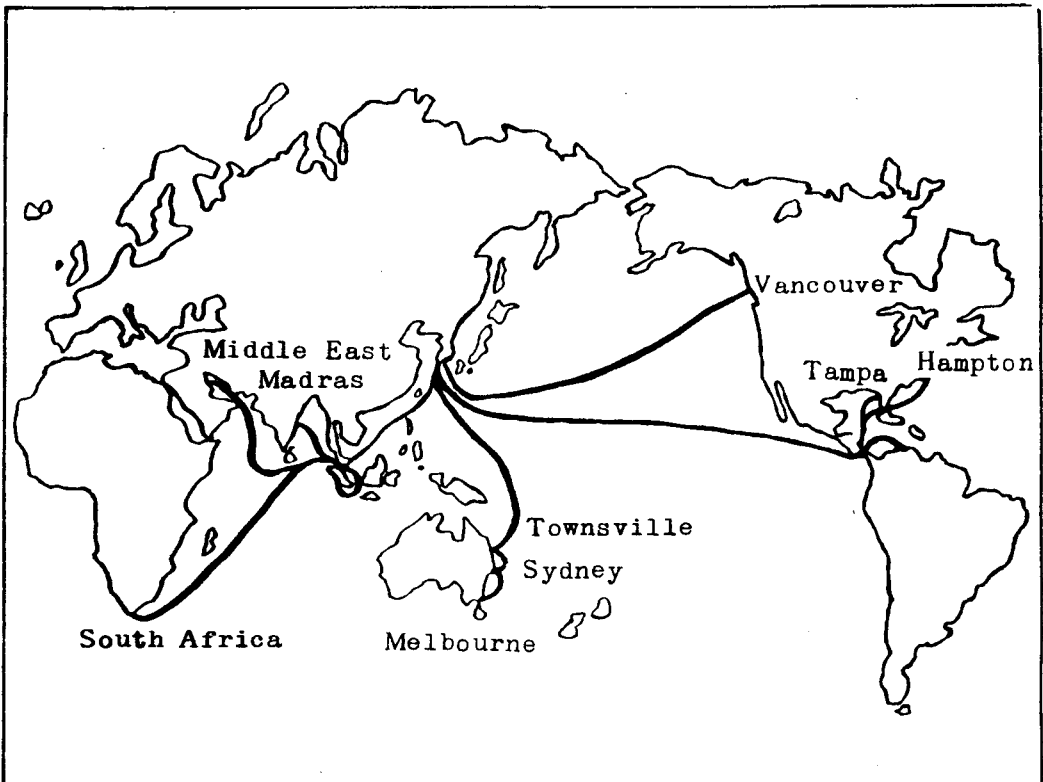 Vancouver
Middle East
Madras
Tampa
Hampton
Townsville
Sydney
South Africa
Melbourne